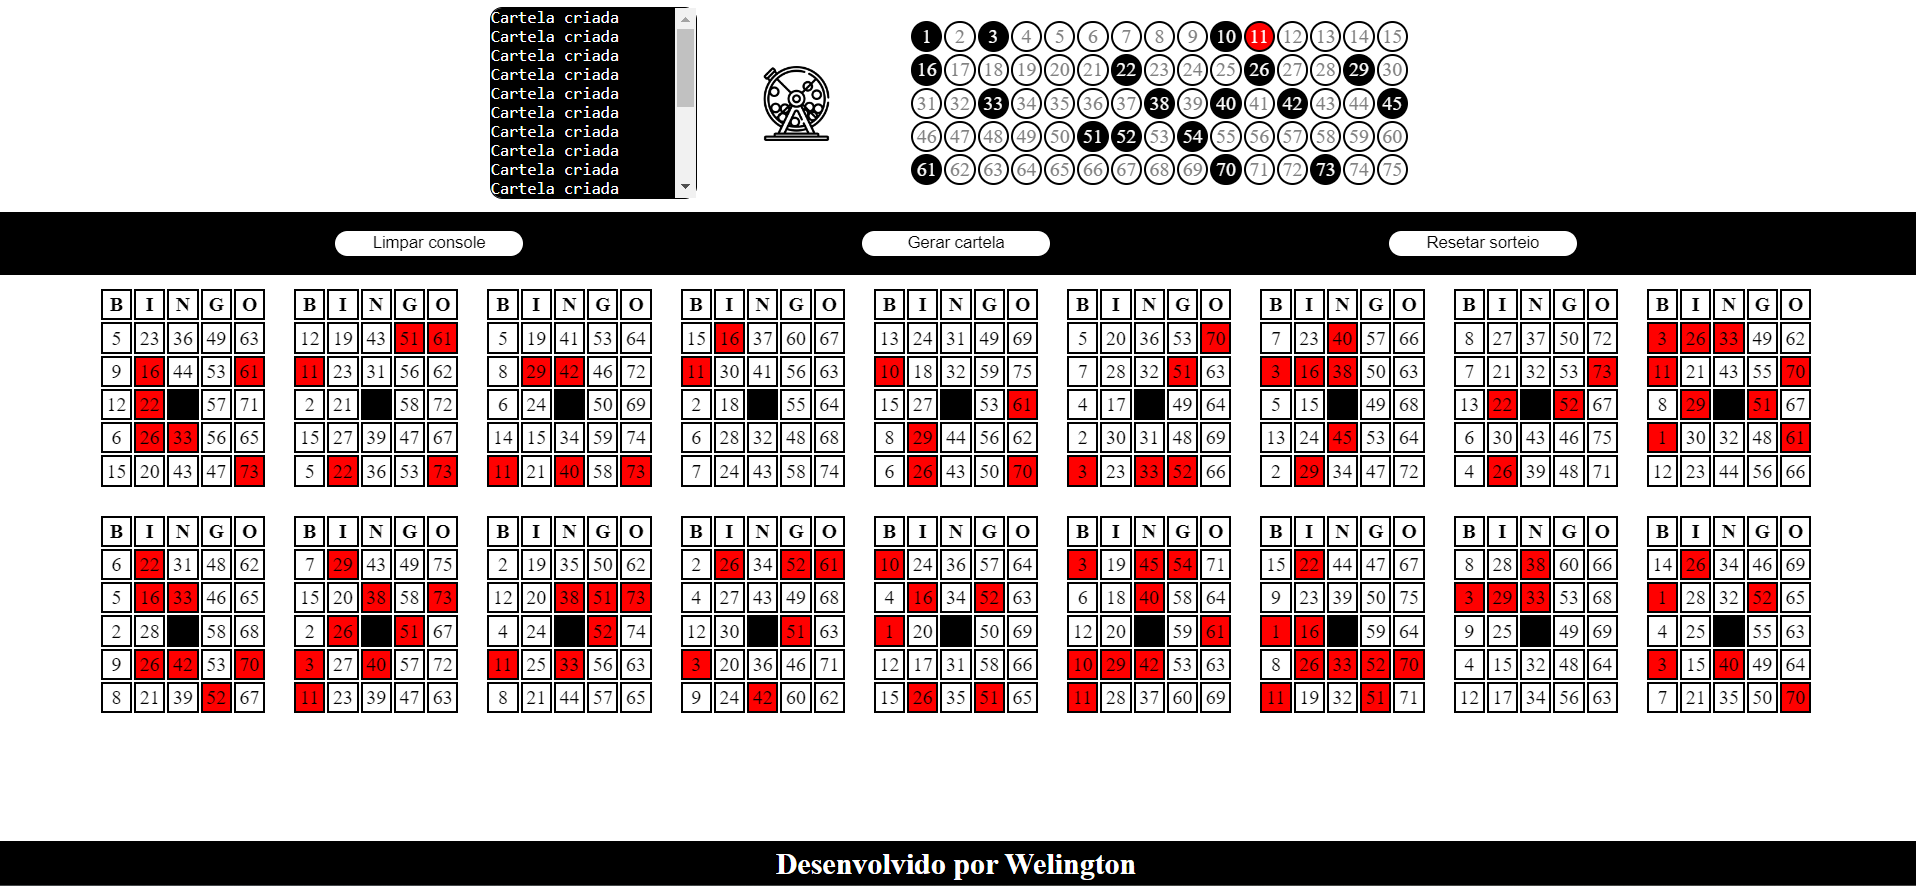 Cartela criada
Cartela criada
Cartela criada
Cartela criada
Cartela criada
Cartela criada
Cartela criada
Cartela criada
Cartela criada
Cartela criada
1 2 3 4 5 6 7 8 9 10 11 12 13 14 15
16 17 18 19 20 21 22 23 24 25 26 27 28 29 30
31 32 33 34 35 36 37 38 39 40 41 42 43 44 45
46 47 48 49 50 51 52 53 54 55 56 57 58 59 60
61 62 63 64 65 66 67 68 69 70 71 72 73 74 75
Limpar console Gerar cartela Resetar sorteio
B I N G O B I N G O B I N G O B I N G O B I N G O B I N G O B I N G O B I N G O B I N G O
5 23 36 49 63 12 19 43 51 61 5 19 41 53 64 15 16 37 60 67 13 24 31 49 69 5 20 36 53 70 7 23 40 57 66 8 27 37 50 72 3 26 33 49 62
9 16 44 53 61 11 23 31 56 62 8 29 42 46 72 11 30 41 56 63 10 18 32 59 75 7 28 32 51 63 3 16 38 50 63 7 21 32 53 73 11 21 43 55 70
12 22 57 71 2 21 58 72 6 24 50 69 2 18 55 64 15 27 53 61 4 17 49 64 5 15 49 68 13 22 52 67 8 29 51 67
6 26 33 56 65 15 27 39 47 67 14 15 34 59 74 6 28 32 48 68 8 29 44 56 62 2 30 31 48 69 13 24 45 53 64 6 30 43 46 75 1 30 32 48 61
15 20 43 47 73 5 22 36 53 73 11 21 40 58 73 7 24 43 58 74 6 26 43 50 70 3 23 33 52 66 2 29 34 47 72 4 26 39 48 71 12 23 44 56 66
B I N G O B I N G O B I N G O B I N G O B I N G O B I N G O B I N G O B I N G O B I N G O
6 22 31 48 62 7 29 43 49 75 2 19 35 50 62 2 26 34 52 61 10 24 36 57 64 3 19 45 54 71 15 22 44 47 67 8 28 38 60 66 14 26 34 46 69
5 16 33 46 65 15 20 38 58 73 12 20 38 51 73 4 27 43 49 68 4 16 34 52 63 6 18 40 58 64 9 23 39 50 75 3 29 33 53 68 1 28 32 52 65
2 28 58 68 2 26 51 67 4 24 52 74 12 30 51 63 1 20 50 69 12 20 59 61 1 16 59 64 9 25 49 69 4 25 55 63
9 26 42 53 70 3 27 40 57 72 11 25 33 56 63 3 20 36 46 71 12 17 31 58 66 10 29 42 53 63 8 26 33 52 70 4 15 32 48 64 3 15 40 49 64
8 21 39 52 67 11 23 39 47 63 8 21 44 57 65 9 24 42 60 62 15 26 35 51 65 11 28 37 60 69 11 19 32 51 71 12 17 34 56 63 7 21 35 50 70
Desenvolvido por Welington